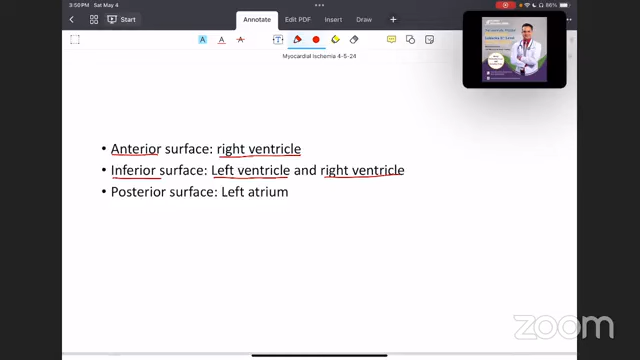 3:50 PM Sat May 4
86%
Start
Annotate
Edit PDF
Insert
Draw
Myocardial Ischemia 4-5-24
• Anterior surface: right ventricle
• Inferior surface: Left ventricle and right ventricle
• Posterior surface: Left atrium
zoom